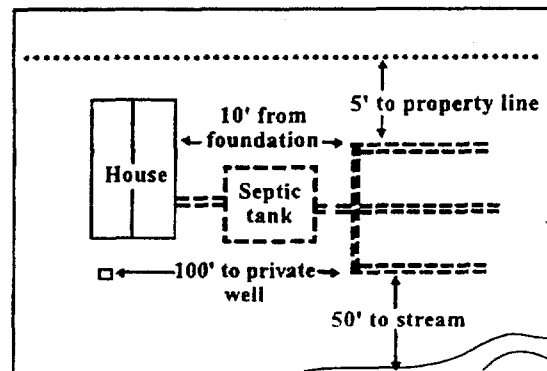 5' to property line
10' from
foundation
House
Septic
tank
100' to private
well
50' to stream